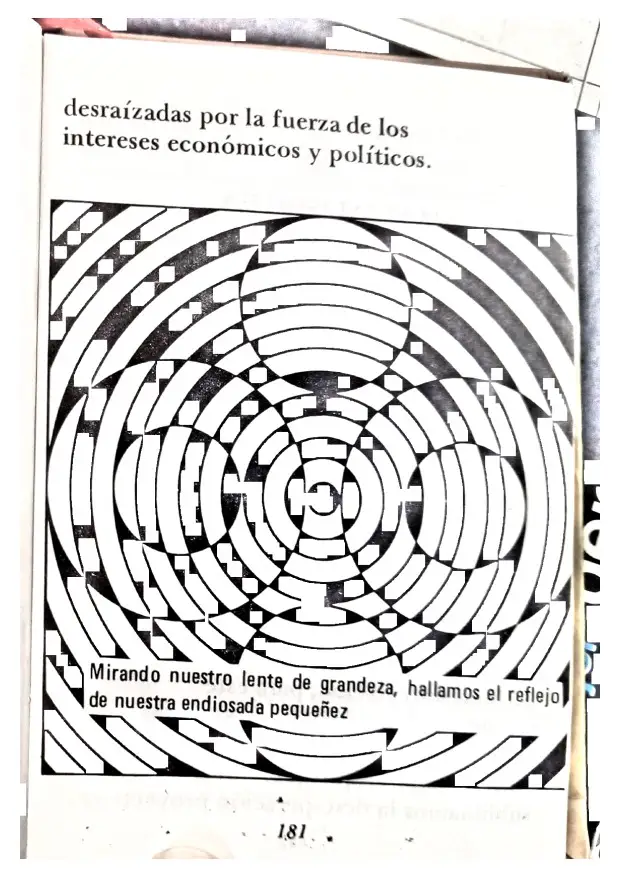 desraízadas por la fuerza de los
intereses económicos y políticos.
Mirando nuestro lente de grandeza, hallamos el reflejo
de nuestra endiosada pequeñez
181